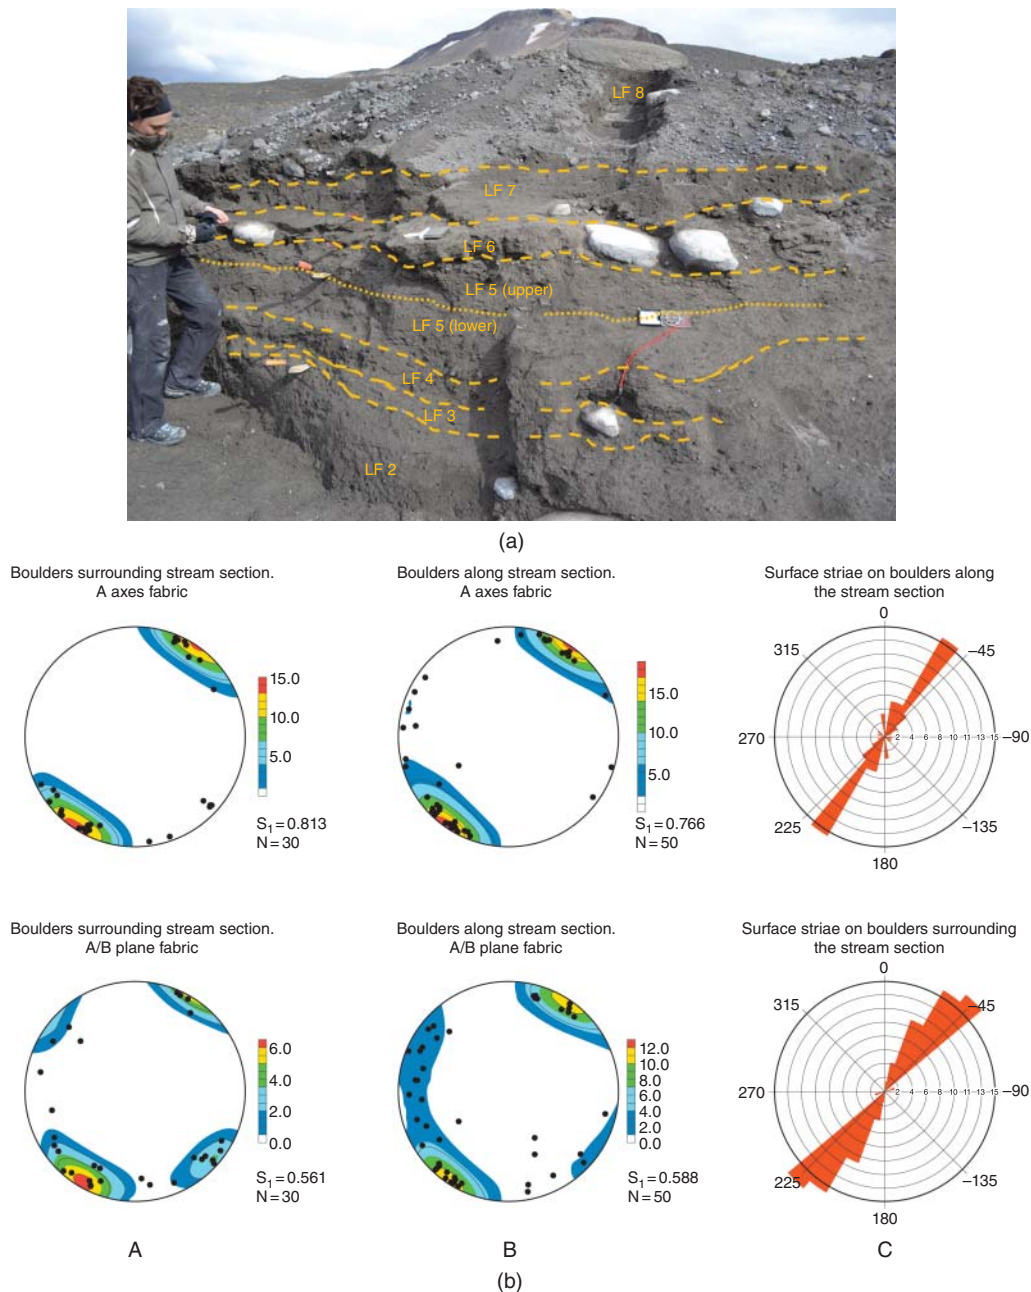 LF 8
LF 7
LF 6
LF 5 (upper)
LF 5 (lower)
LF 4
LF 3
LF 2
(a)
Boulders surrounding stream section.
A axes fabric
15.0
10.0
5.0
S1=0.813
N=30
Boulders along stream section.
A axes fabric
15.0
10.0
5.0
S1=0.766
N=50
Surface striae on boulders along
the stream section
0
315
–45
270
2 4 6 8 10 11 13 15
–90
225
–135
180
Boulders surrounding stream section.
A/B plane fabric
6.0
4.0
2.0
0.0
S1=0.561
N=30
Boulders along stream section.
A/B plane fabric
12.0
10.0
8.0
6.0
4.0
2.0
0.0
S1=0.588
N=50
Surface striae on boulders surrounding
the stream section
0
315
–45
270
2 4 6 8 10 11 13 15
–90
225
–135
180
A
B
C
(b)